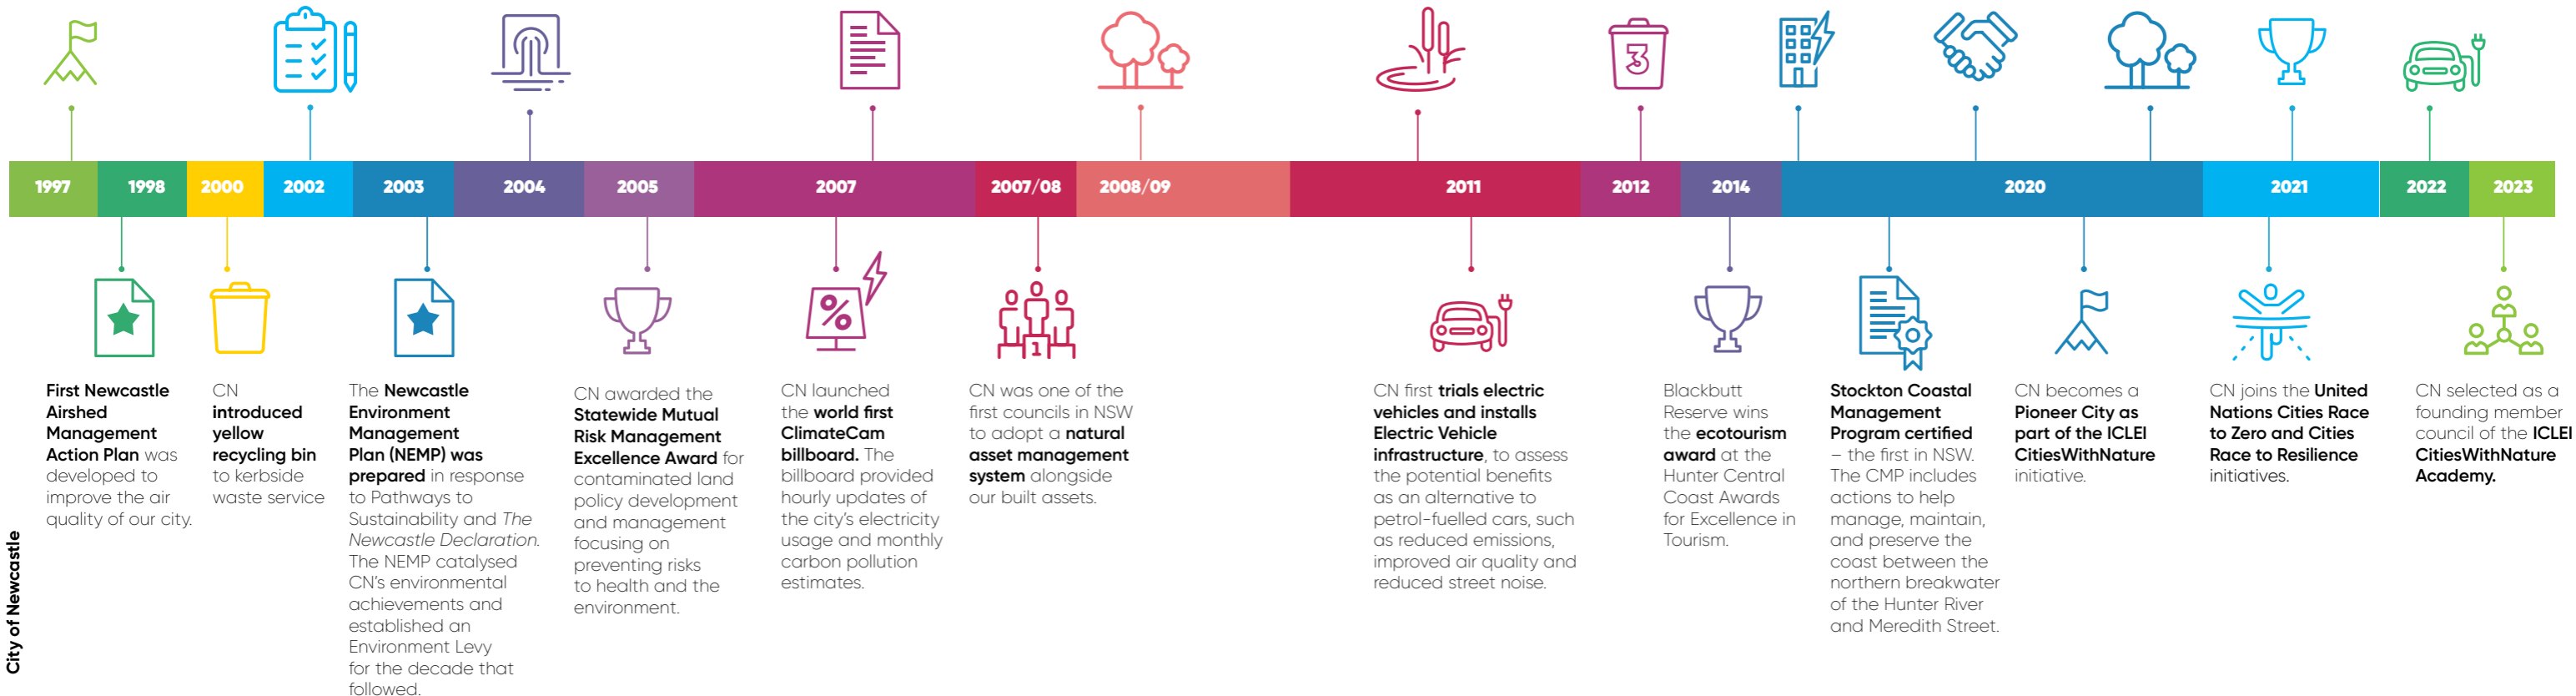 3
1997
1998
2000
2002
2003
2004
2005
2007
2007/08
2008/09
2011
2012
2014
2020
2021
2022
2023
%
1
First Newcastle
Airshed
Management
Action Plan was
developed to
improve the air
quality of our city.
CN
introduced
yellow
recycling bin
to kerbside
waste service
The Newcastle
Environment
Management
Plan (NEMP) was
prepared in response
to Pathways to
Sustainability and The
Newcastle Declaration.
The NEMP catalysed
CN's environmental
achievements and
established an
Environment Levy
for the decade that
followed.
CN awarded the
Statewide Mutual
Risk Management
Excellence Award for
contaminated land
policy development
and management
focusing on
preventing risks
to health and the
environment.
CN launched
the world first
ClimateCam
billboard. The
billboard provided
hourly updates of
the city's electricity
usage and monthly
carbon pollution
estimates.
CN was one of the
first councils in NSW
to adopt a natural
asset management
system alongside
our built assets.
CN first trials electric
vehicles and installs
Electric Vehicle
infrastructure, to assess
the potential benefits
as an alternative to
petrol-fuelled cars, such
as reduced emissions,
improved air quality and
reduced street noise.
Blackbutt
Reserve wins
the ecotourism
award at the
Hunter Central
Coast Awards
for Excellence in
Tourism.
Stockton Coastal
Management
Program certified
– the first in NSW.
The CMP includes
actions to help
manage, maintain,
and preserve the
coast between the
northern breakwater
of the Hunter River
and Meredith Street.
CN becomes a
Pioneer City as
part of the ICLEI
CitiesWithNature
initiative.
CN joins the United
Nations Cities Race
to Zero and Cities
Race to Resilience
initiatives.
CN selected as a
founding member
council of the ICLEI
CitiesWithNature
Academy.
City of Newcastle